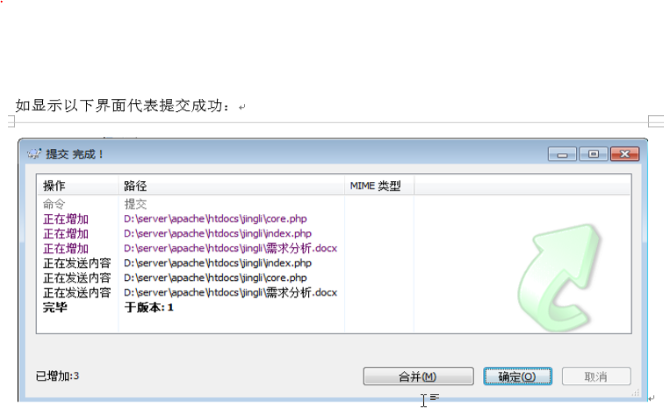 如显示以下界面代表提交成功：
提交 完成！
操作 路径 MIME 类型
命令 提交
正在增加 D:\server\apache\htdocs\jingli\core.php
正在增加 D:\server\apache\htdocs\jingli\index.php
正在增加 D:\server\apache\htdocs\jingli\需求分析.docx
正在发送内容 D:\server\apache\htdocs\jingli\index.php
正在发送内容 D:\server\apache\htdocs\jingli\core.php
正在发送内容 D:\server\apache\htdocs\jingli\需求分析.docx
完毕 于版本: 1
已增加:3 合并(M) 确定(O) 取消